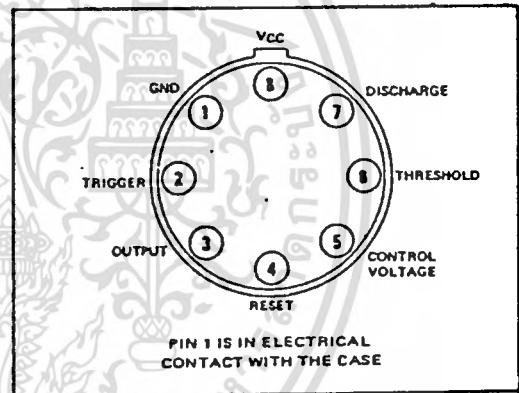 VCC
GND
8
DISCHARGE
1
7
TRIGGER
2
6
THRESHOLD
OUTPUT
3
5
CONTROL
VOLTAGE
4
RESET
PIN 1 IS IN ELECTRICAL
CONTACT WITH THE CASE